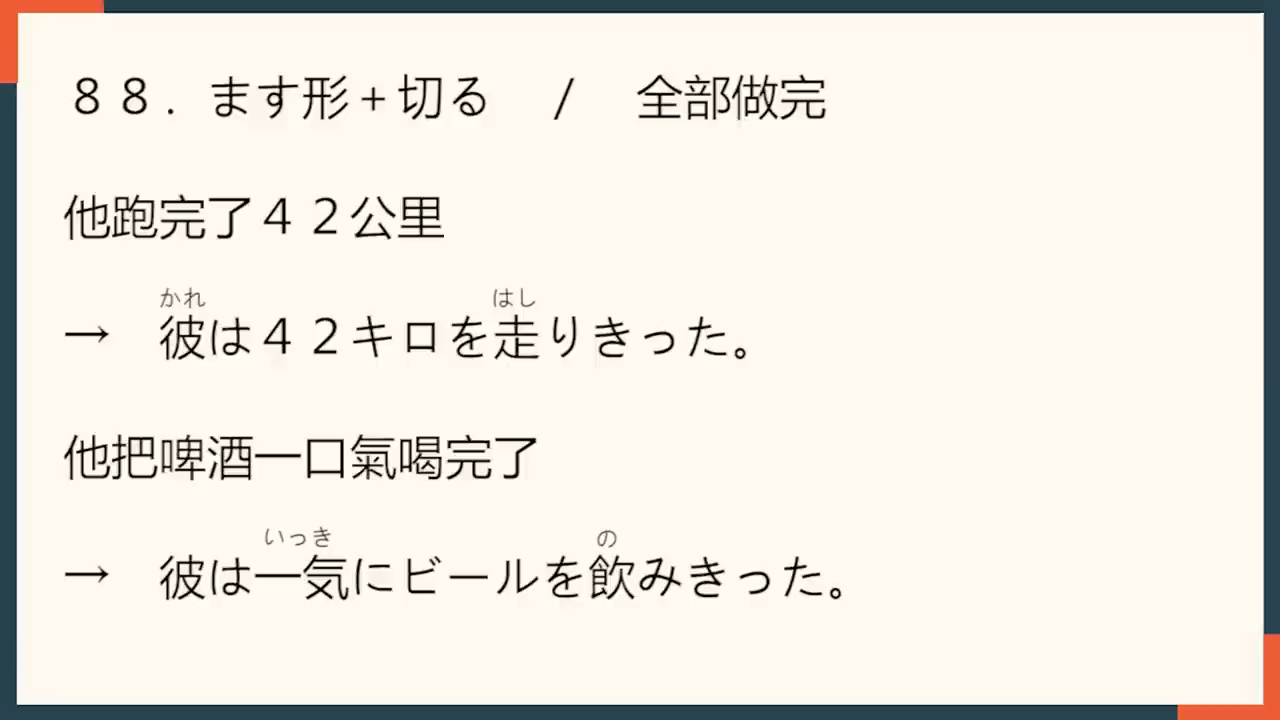 ８８．ます形＋切る　/　全部做完
他跑完了４２公里
かれ　はし
→　彼は４２キロを走りきった。
他把啤酒一口氣喝完了
いっき　の
→　彼は一気にビールを飲みきった。